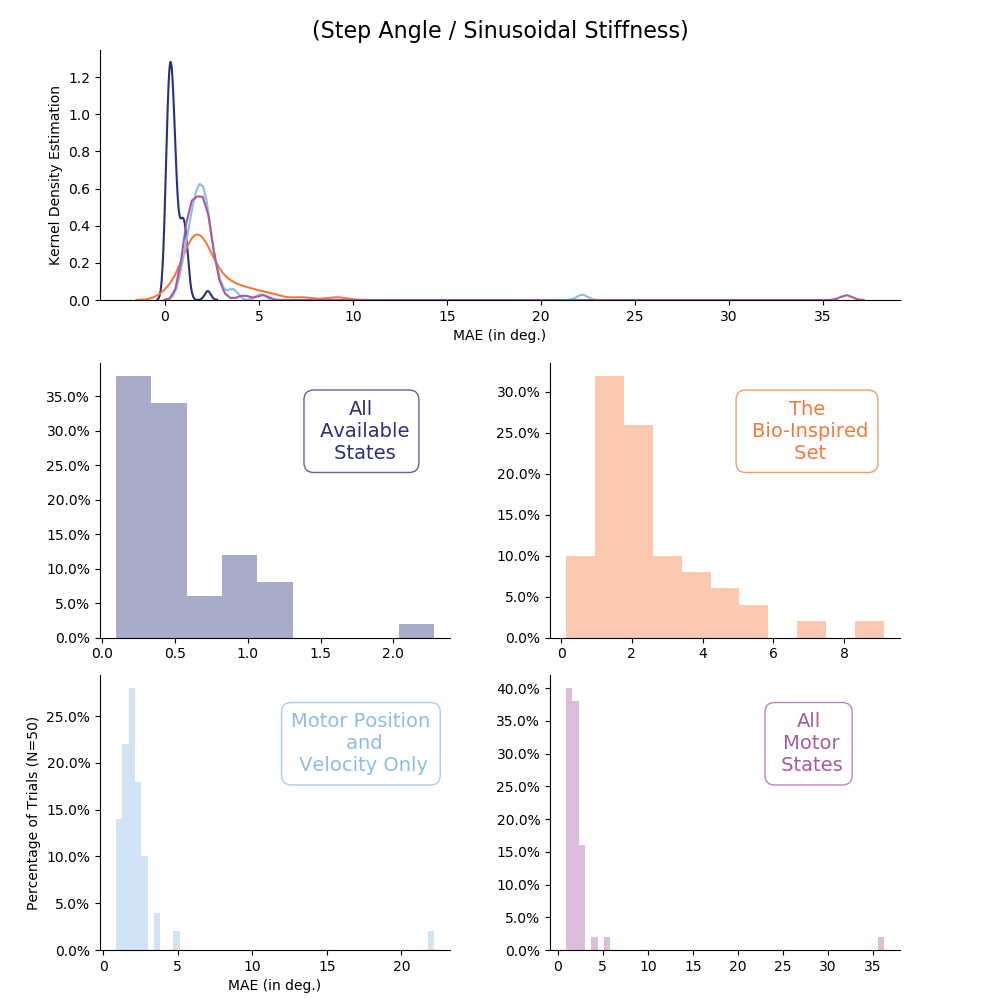 (Step Angle / Sinusoidal Stiffness)
Kernel Density Estimation
1.2
1.0
0.8
0.6
0.4
0.2
0.0
0 5 10 15 20 25 30 35
MAE (in deg.)
35.0%
30.0%
25.0%
20.0%
15.0%
10.0%
5.0%
0.0%
0.0 0.5 1.0 1.5 2.0
All
Available
States
30.0%
25.0%
20.0%
15.0%
10.0%
5.0%
0.0%
0 2 4 6 8
The
Bio-Inspired
Set
Percentage of Trials (N=50)
25.0%
20.0%
15.0%
10.0%
5.0%
0.0%
0 5 10 15 20
MAE (in deg.)
Motor Position
and
Velocity Only
40.0%
35.0%
30.0%
25.0%
20.0%
15.0%
10.0%
5.0%
0.0%
0 5 10 15 20 25 30 35
All
Motor
States